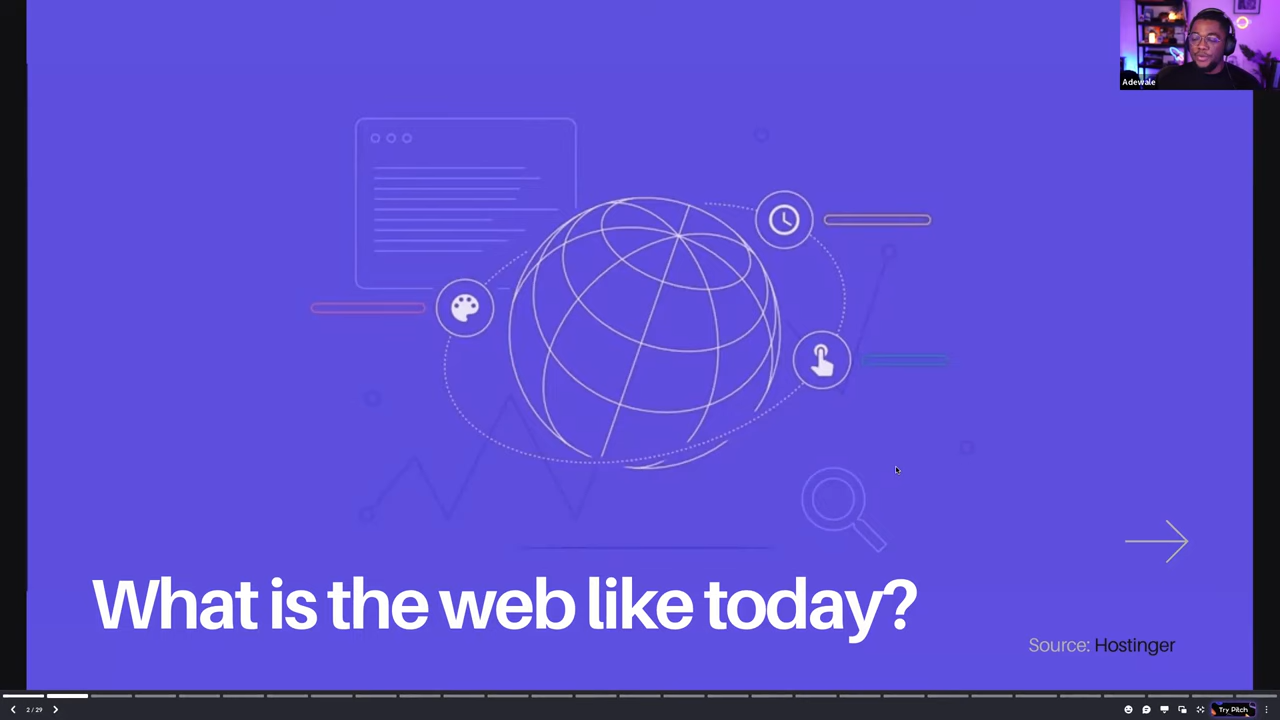 Adewale
What is the web like today?
Source: Hostinger
2 / 29
Try Pitch